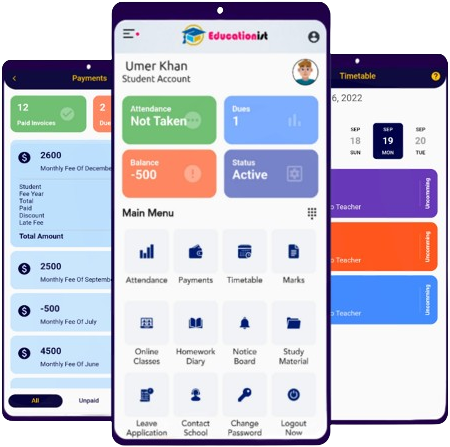 Payments
12
Paid Invoices
2
Due
2600
Monthly Fee Of Decembe
Student
Fee Year
Total
Paid
Discount
Late Fee
Total Amount
2500
Monthly Fee Of Septemb
-500
Monthly Fee Of July
4500
Monthly Fee Of June
All
Unpaid
Educationist
Umer Khan
Student Account
Attendance
Not Taken
Dues
1
Balance
-500
Status
Active
Main Menu
Attendance
Payments
Timetable
Marks
Online
Classes
Homework
Diary
Notice
Board
Study
Material
Leave
Application
Contact
School
Change
Password
Logout
Now
Timetable
6, 2022
SEP
18
SUN
SEP
19
MON
SEP
20
TUE
o Teacher
Upcoming
o Teacher
Upcoming
o Teacher
Upcoming